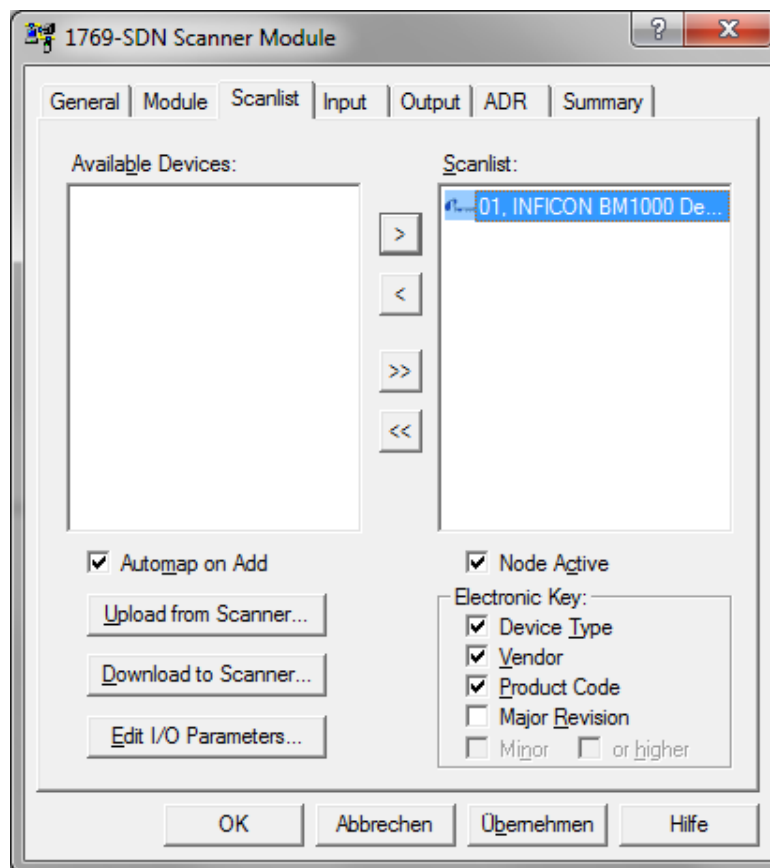 1769-SDN Scanner Module
General Module Scanlist Input Output ADR Summary
Available Devices:
Scanlist:
01, INFICON BM1000 De...
>
<
>>
<<
Automap on Add
Node Active
Upload from Scanner...
Download to Scanner...
Edit I/O Parameters...
Electronic Key:
Device Type
Vendor
Product Code
Major Revision
Minor or higher
OK Abbrechen Übernehmen Hilfe